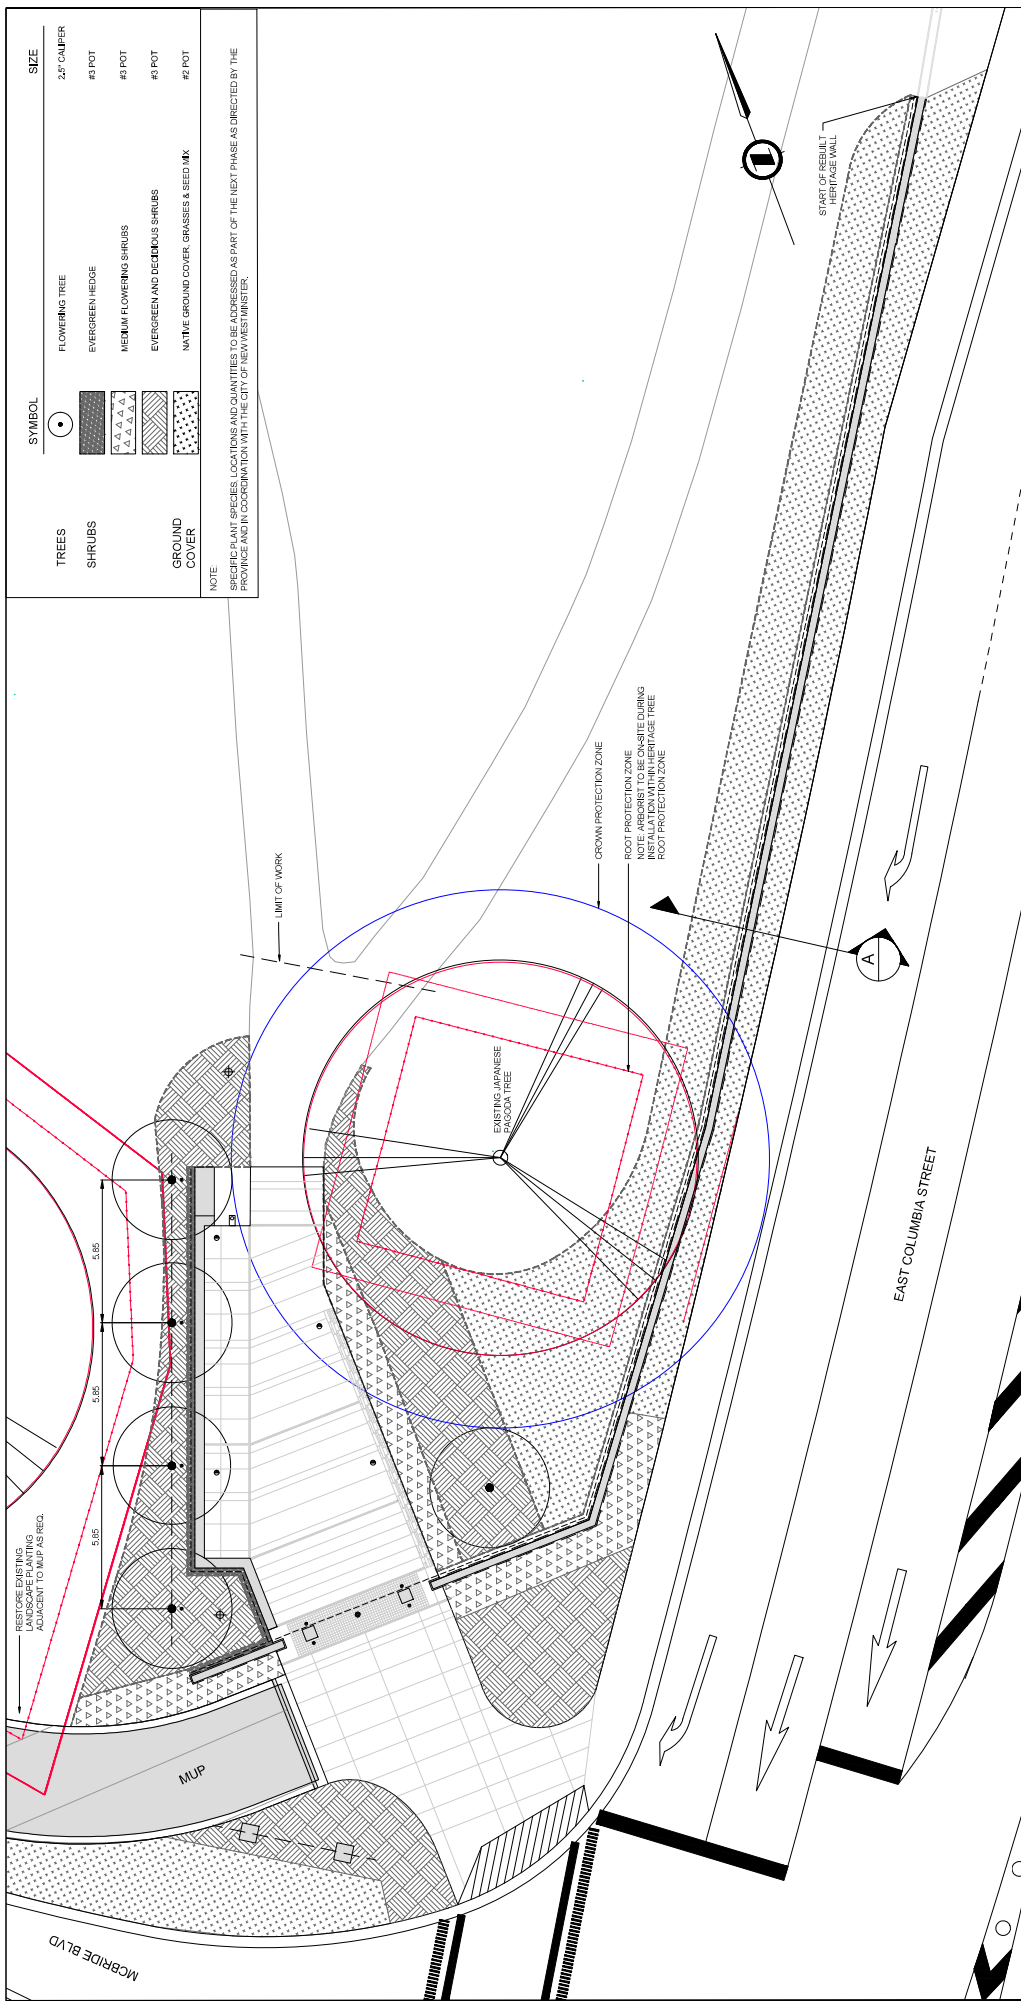 SYMBOL
SIZE
TREES
FLOWERING TREE
2.5" CALIPER
SHRUBS
EVERGREEN HEDGE
#3 POT
MEDIUM FLOWERING SHRUBS
#3 POT
EVERGREEN AND DECIDIOUS SHRUBS
#3 POT
GROUND
COVER
NATIVE GROUND COVER, GRASSES & SEED MIX
#2 POT
NOTE:
SPECIFIC PLANT SPECIES, LOCATIONS AND QUANTITIES TO BE ADDRESSED AS PART OF THE NEXT PHASE AS DIRECTED BY THE
PROVINCE AND IN COORDINATION WITH THE CITY OF NEW WESTMINSTER.
RESTORE EXISTING
LANDSCAPE PLANTING
ADJACENT TO MUP AS REQ.
5.85
5.85
5.85
LIMIT OF WORK
MUP
MCBRIDE BLVD
EXISTING JAPANESE
PAGODA TREE
CROWN PROTECTION ZONE
ROOT PROTECTION ZONE
NOTE: ARBORIST TO BE ON-SITE DURING
INSTALLATION WITHIN HERITAGE TREE
ROOT PROTECTION ZONE
START OF REBUILT
HERITAGE WALL
A
EAST COLUMBIA STREET